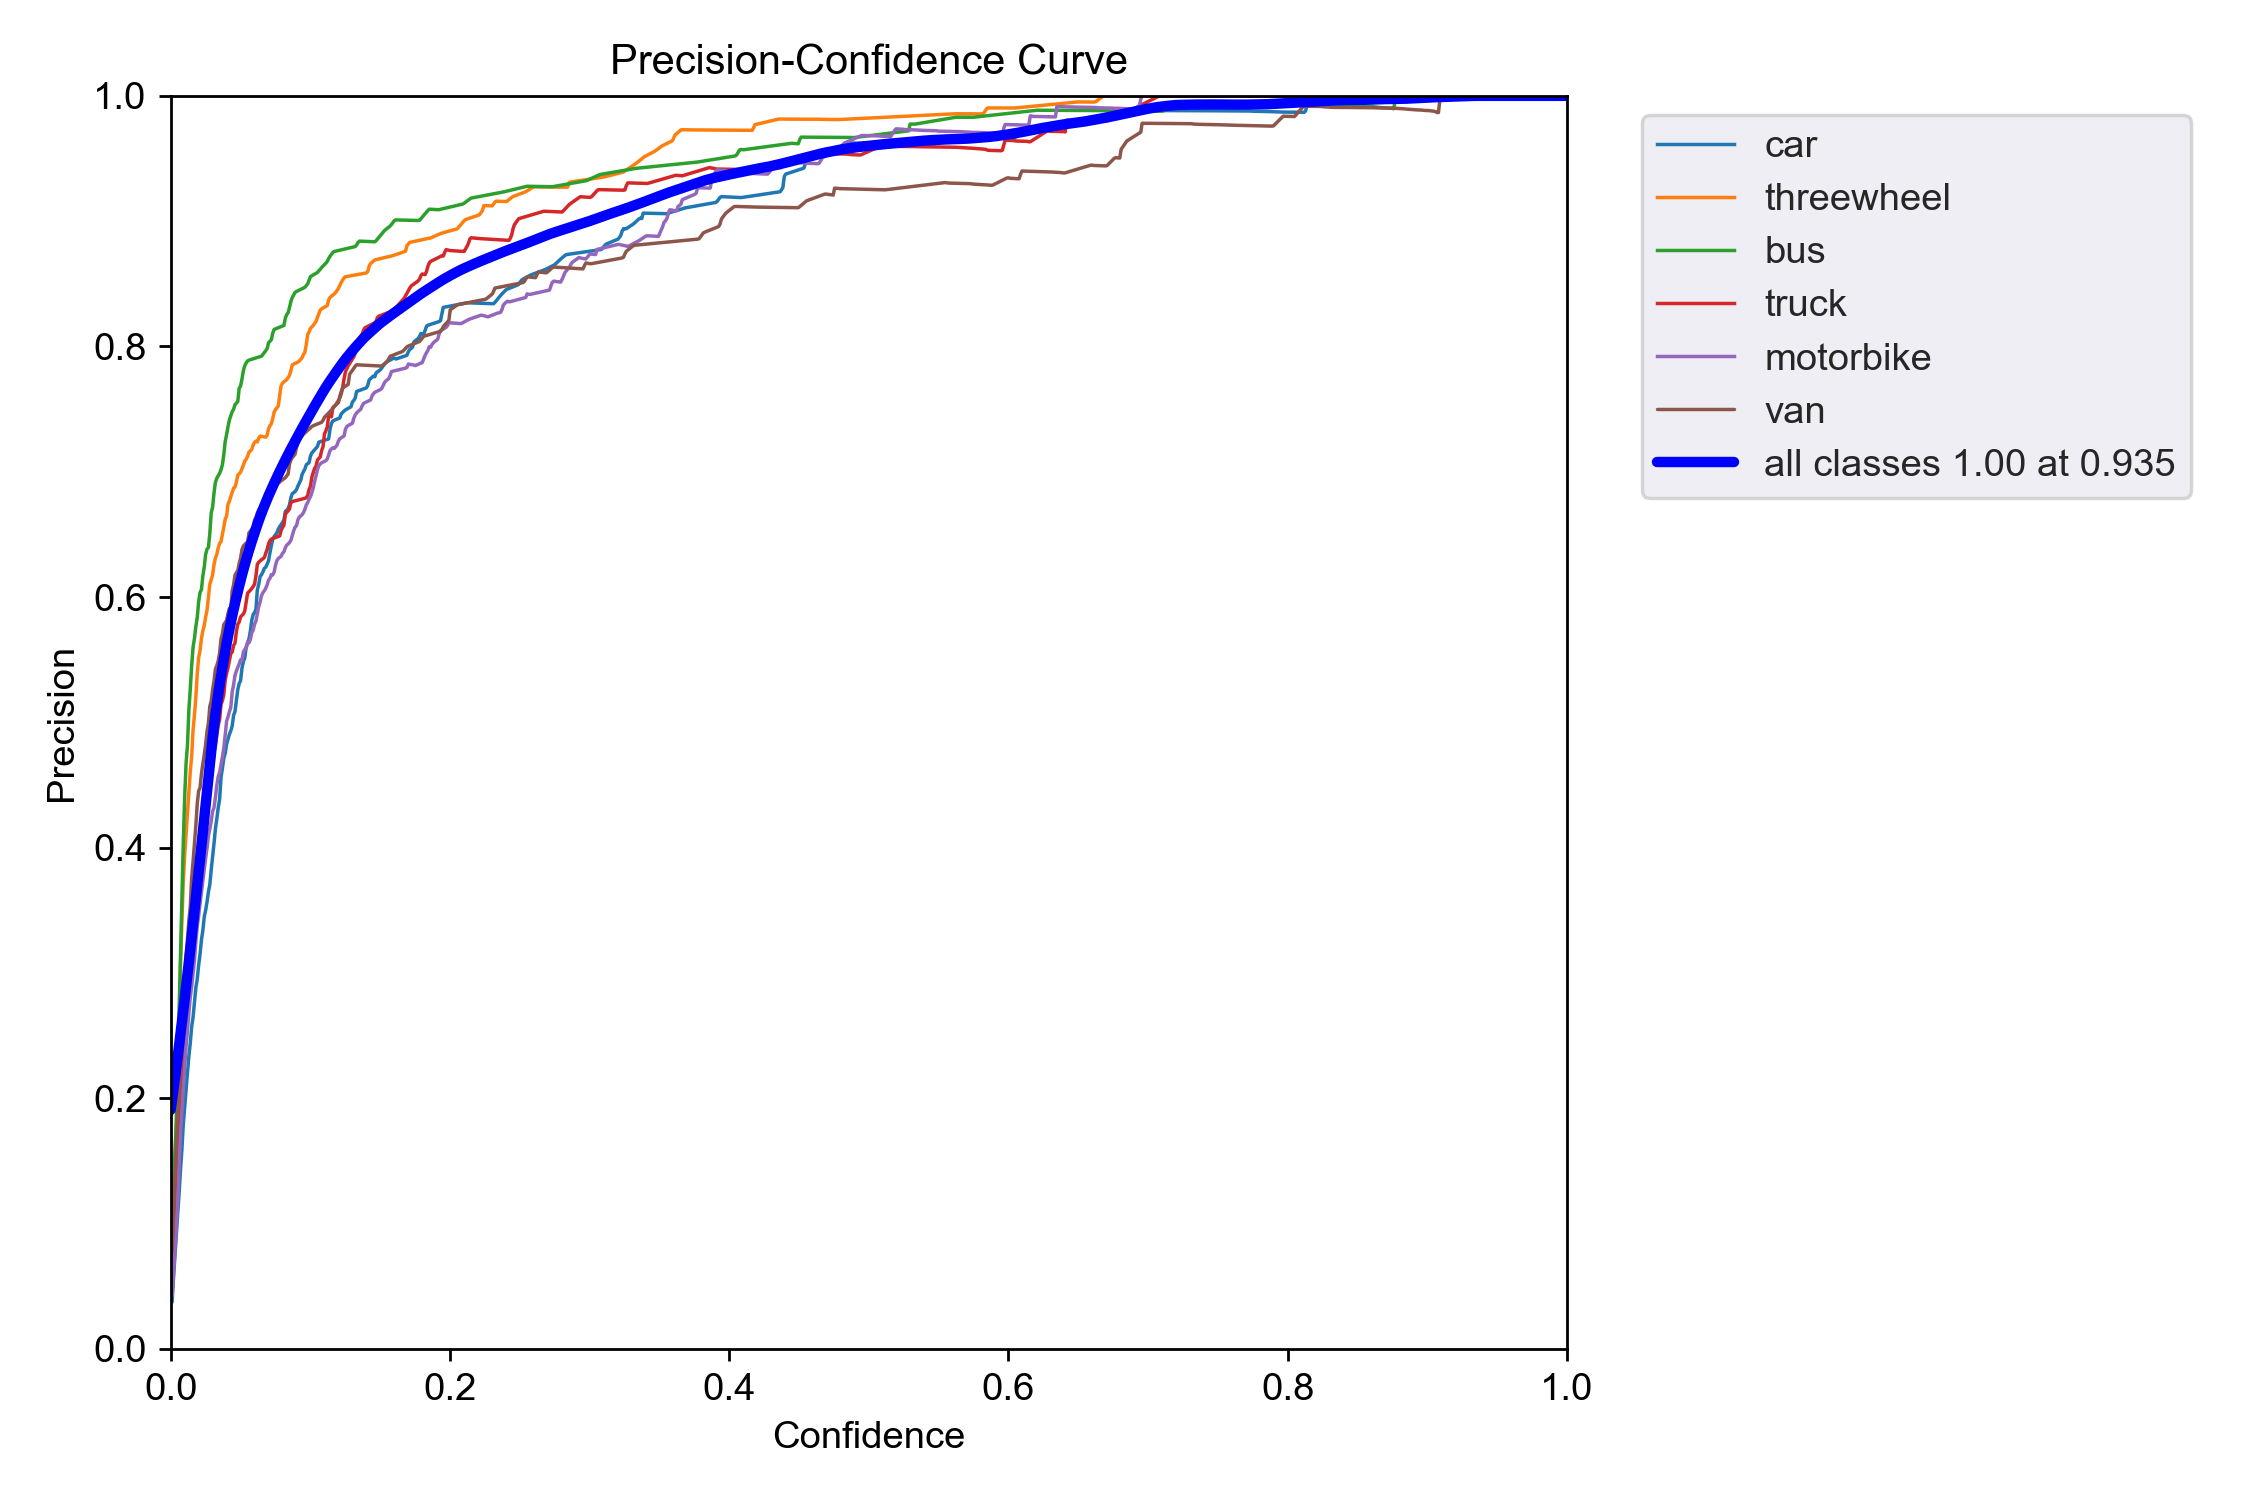 Precision-Confidence Curve
1.0
0.8
0.6
0.4
0.2
0.0
Precision
0.0 0.2 0.4 0.6 0.8 1.0
Confidence
car
threewheel
bus
truck
motorbike
van
all classes 1.00 at 0.935